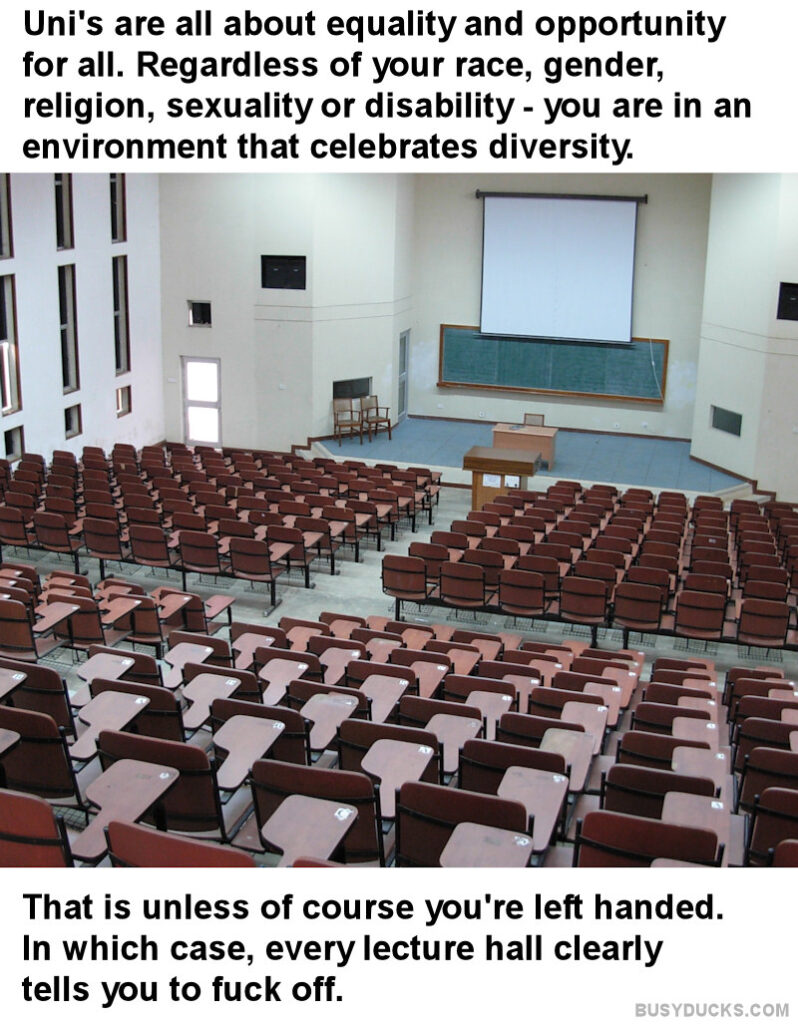 Uni's are all about equality and opportunity
for all. Regardless of your race, gender,
religion, sexuality or disability - you are in an
environment that celebrates diversity.
That is unless of course you're left handed.
In which case, every lecture hall clearly
tells you to fuck off.
BUSYDUCKS.COM